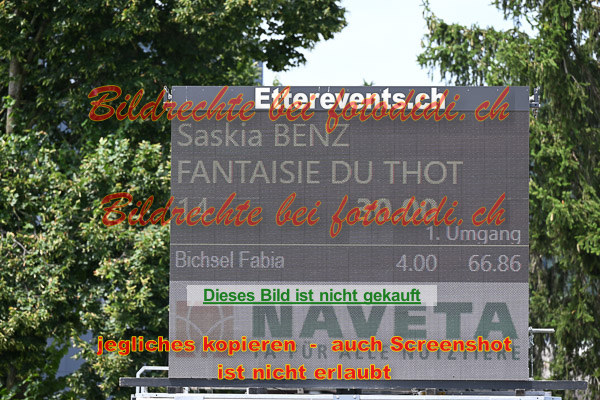 Etterevents.ch
Bildrechte bei fotodidi.ch
Saskia BENZ
FANTAISIE DU THOT
14
Bildrechte bei fotodidi.ch
1. Umgang
Bichsel Fabia 4.00 66.86
Dieses Bild ist nicht gekauft
NAVETA
jegliches kopieren - auch Screenshot
ist nicht erlaubt